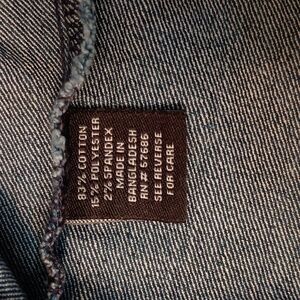 83% COTTON
15% POLYESTER
2% SPANDEX
MADE IN
BANGLADESH
RN # 57686
SEE REVERSE
FOR CARE